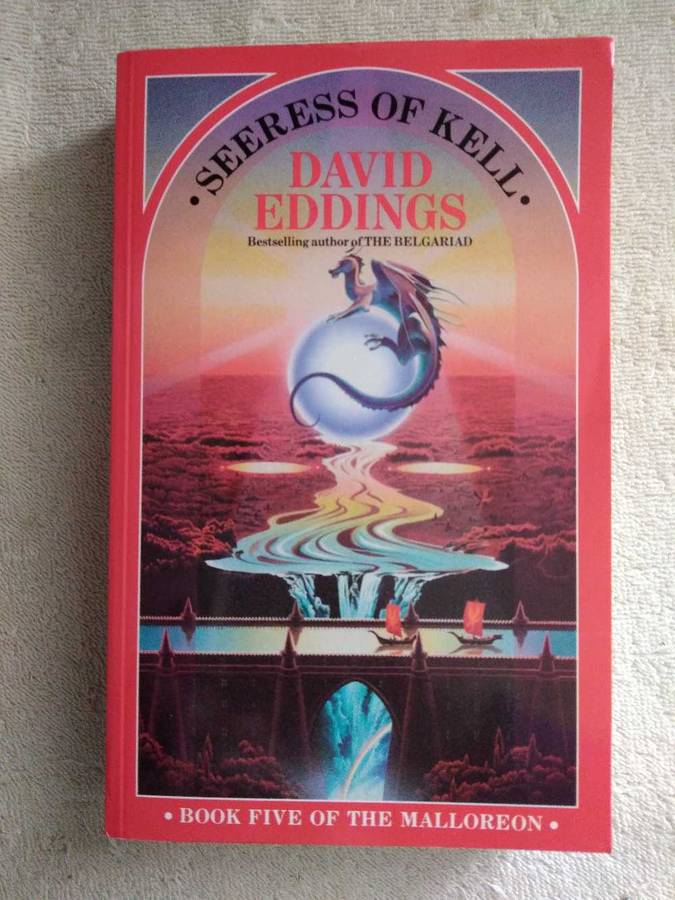 • SEERESS OF KELL •
DAVID
EDDINGS
Bestselling author of THE BELGARIAD
• BOOK FIVE OF THE MALLOREON •